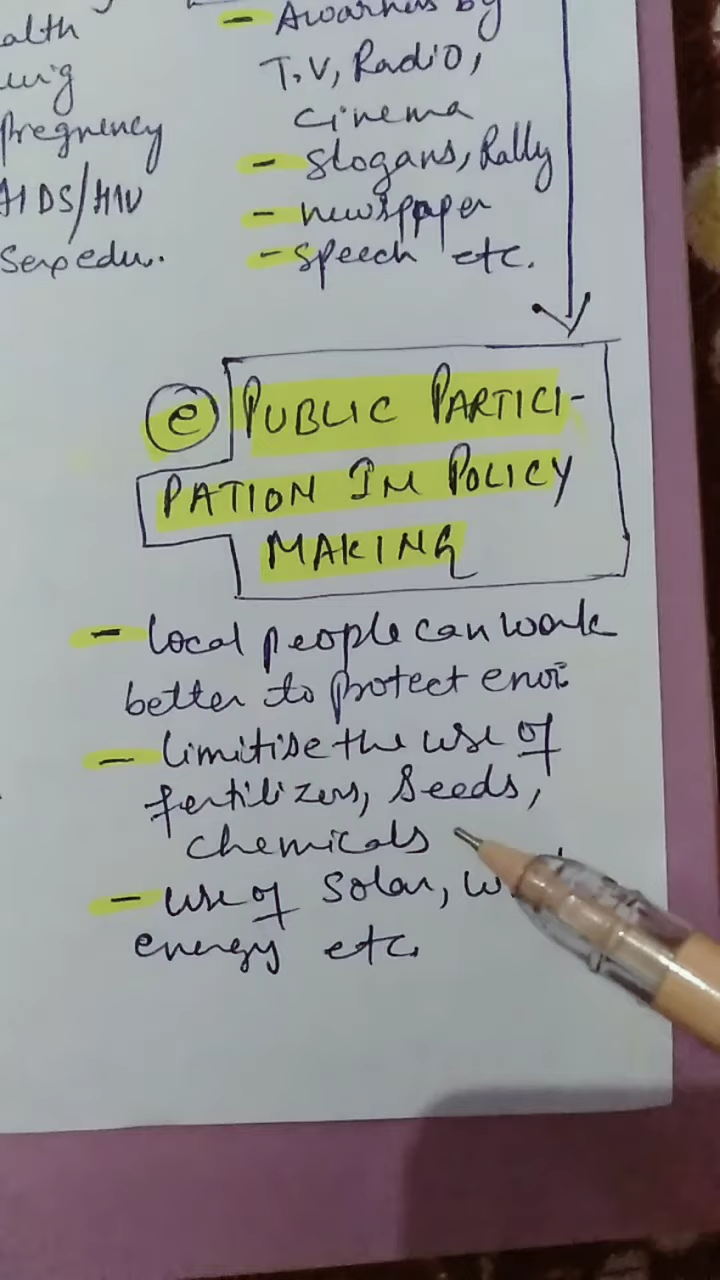 alth
pregnency
AIDS/HIV
Sexp edu.
- Awarness by
T.V, Radio,
cinema
- slogans, Rally
- newspaper
- speech etc.
(e) PUBLIC PARTICI-
PATION IN POLICY
MAKING
- local people can work
better to protect envi
- limitise the use of
fertilizers, Seeds,
chemicals
- use of Solar,
energy etc.